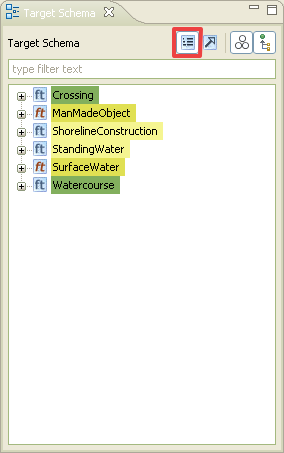 Target Schema
Target Schema
type filter text
ft Crossing
ft ManMadeObject
ft ShorelineConstruction
ft StandingWater
ft SurfaceWater
ft Watercourse